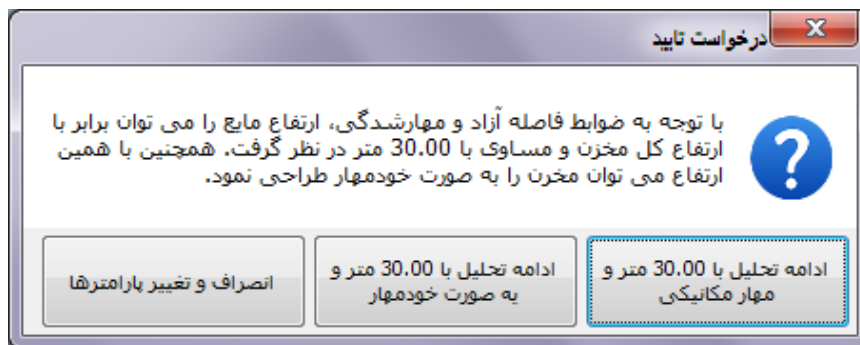 درخواست تایید
با توجه به ضوابط فاصله آزاد و مهارشدگی، ارتفاع مایع را می توان برابر با
ارتفاع کل مخزن و مساوی با 30.00 متر در نظر گرفت. همچنین با همین
ارتفاع می توان مخرن را به صورت خودمهار طراحی نمود.
ادامه تحلیل با 30.00 متر و
مهار مکانیکی
ادامه تحلیل با 30.00 متر و
یه صورت خودمهار
انصراف و تغییر پارامترها